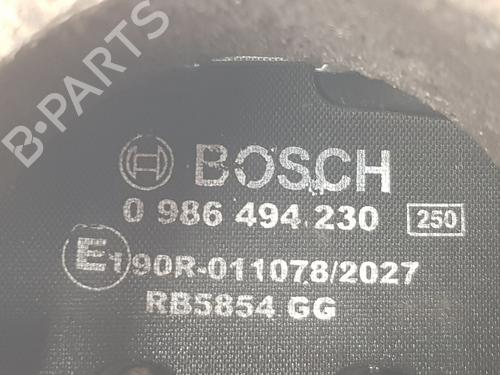 B-PARTS
BOSCH
0 986 494 230 250
E1 90R-011078/2027
RB5854 GG